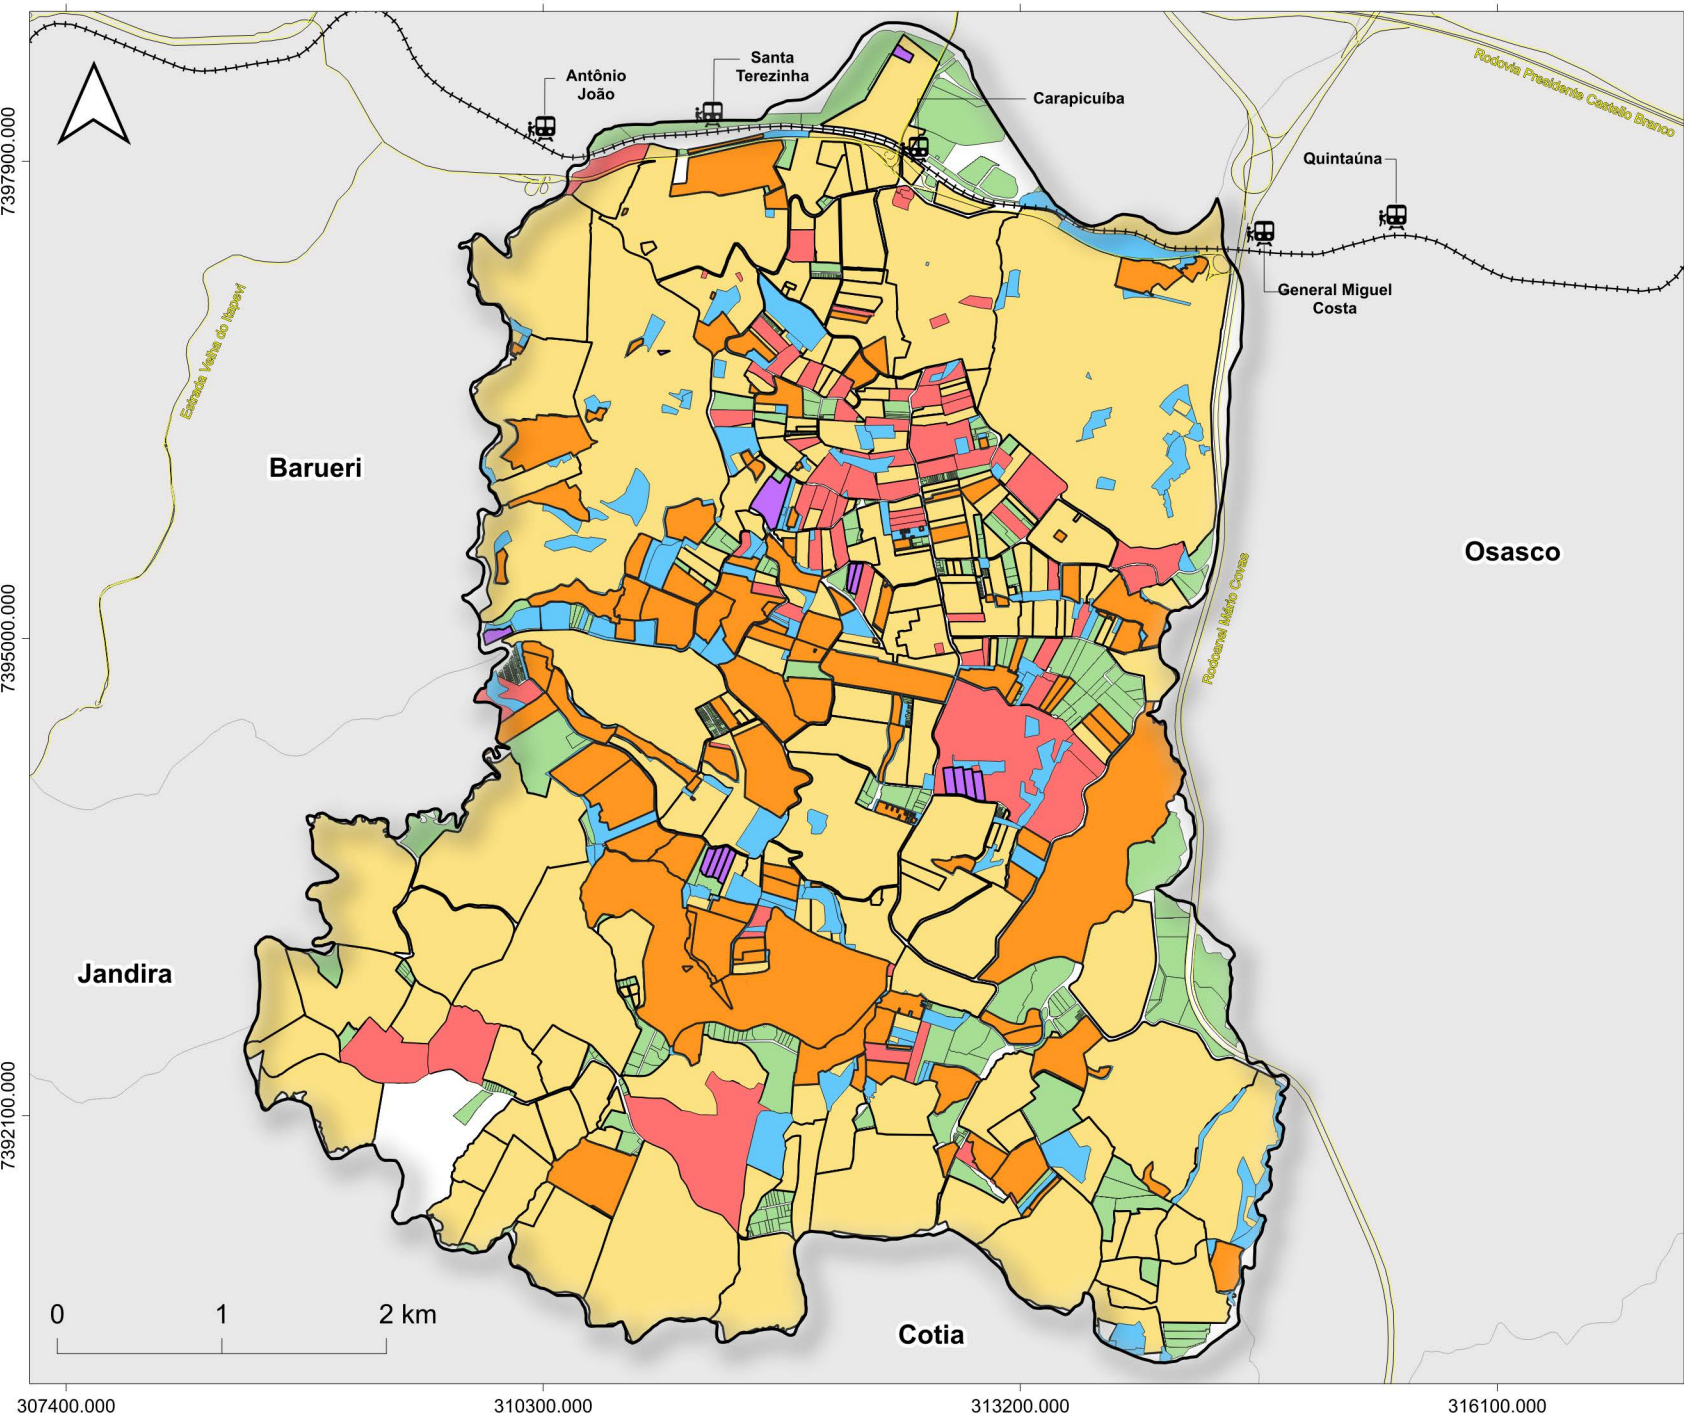 Rodovia Presidente Castello Branco
Santa
Terezinha
Antônio
João
Carapicuíba
Quintaúna
7397900.000
General Miguel
Costa
Estrada Velha do Itapevi
Barueri
Osasco
Rodoanel Mário Covas
7395000.000
Jandira
7392100.000
0 1 2 km
Cotia
307400.000 310300.000 313200.000 316100.000